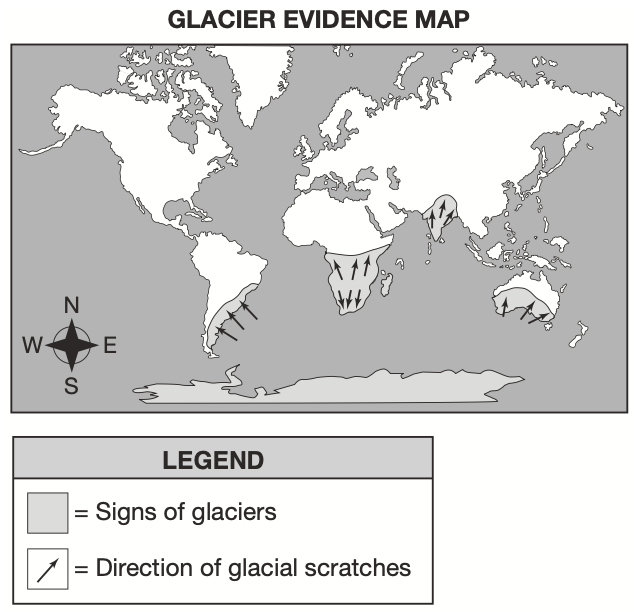 GLACIER EVIDENCE MAP
N
W E
S
LEGEND
= Signs of glaciers
= Direction of glacial scratches